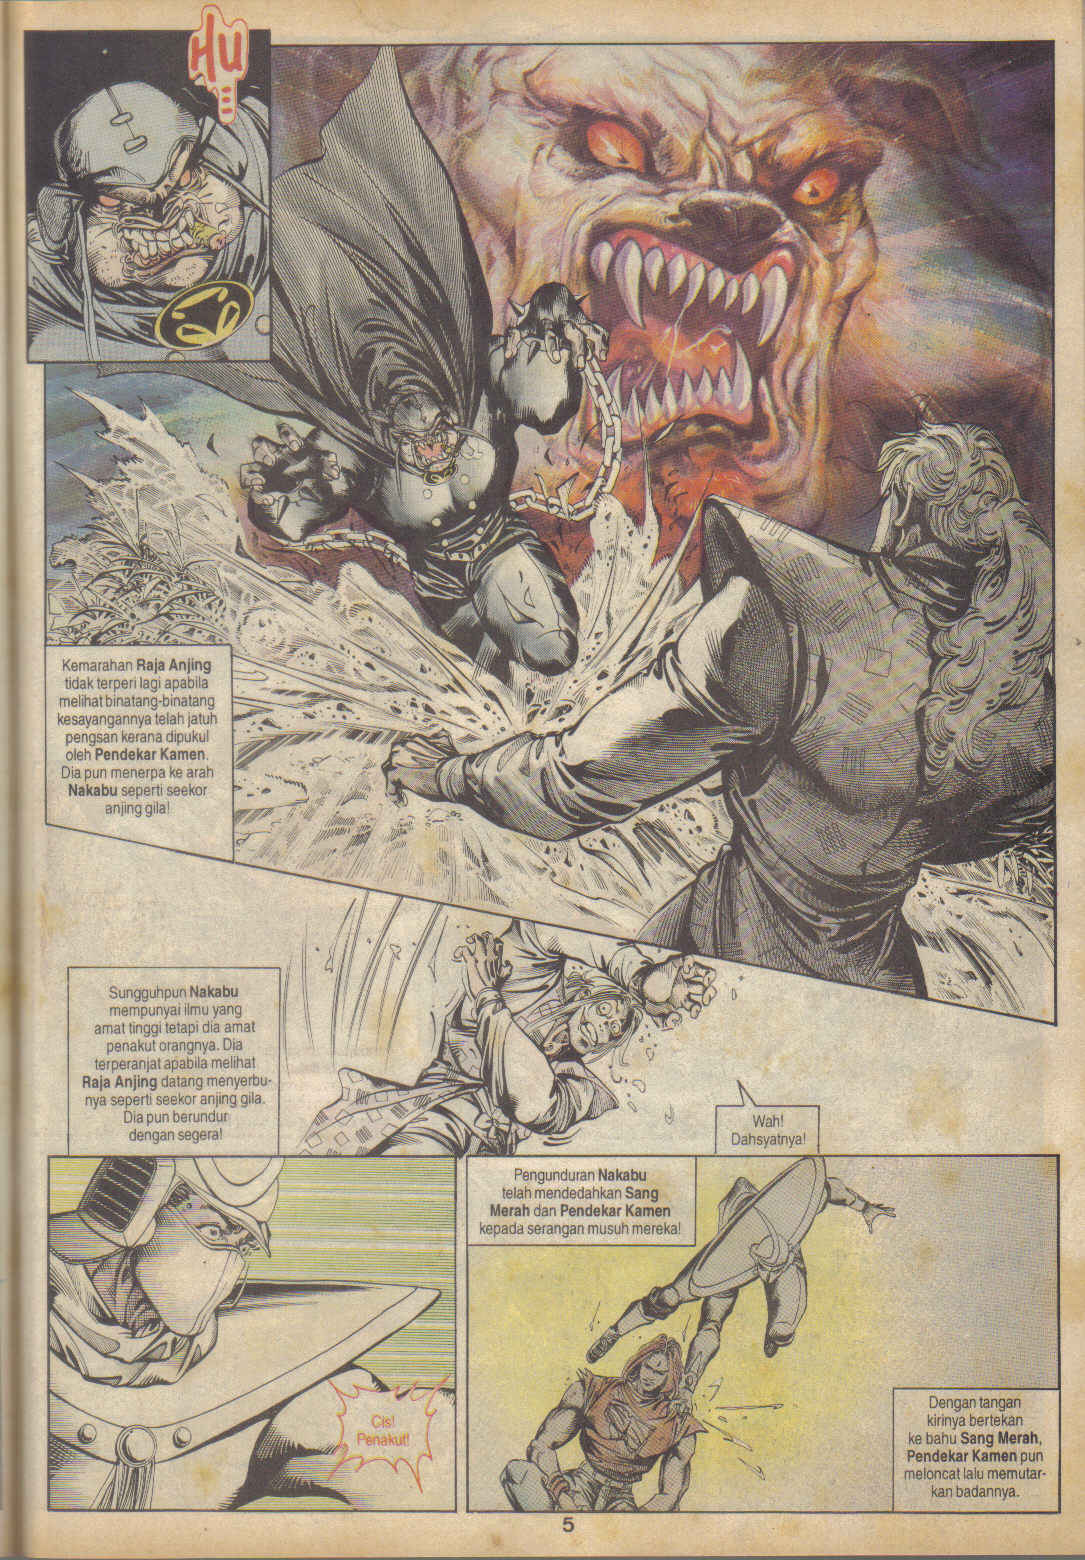 HU...
Kemarahan Raja Anjing
tidak terperi lagi apabila
melihat binatang-binatang
kesayangannya telah jatuh
pengsan kerana dipukul
oleh Pendekar Kamen.
Dia pun menerpa ke arah
Nakabu seperti seekor
anjing gila!
Sungguhpun Nakabu
mempunyai ilmu yang
amat tinggi tetapi dia amat
penakut orangnya. Dia
terperanjat apabila melihat
Raja Anjing datang menyerbu-
nya seperti seekor anjing gila.
Dia pun berundur
dengan segera!
Wah!
Dahsyatnya!
Cis!
Penakut!
Pengunduran Nakabu
telah mendedahkan Sang
Merah dan Pendekar Kamen
kepada serangan musuh mereka!
Dengan tangan
kirinya bertekan
ke bahu Sang Merah,
Pendekar Kamen pun
meloncat lalu memutar-
kan badannya.
5